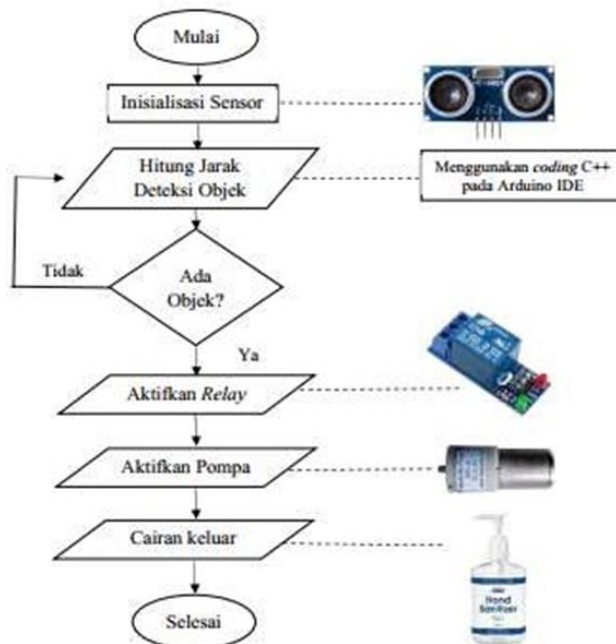 Mulai
Inisialisasi Sensor
Hitung Jarak
Deteksi Objek
Menggunakan coding C++
pada Arduino IDE
Tidak
Ada
Objek?
Ya
Aktifkan Relay
Aktifkan Pompa
Cairan keluar
Hand
Sanitizer
Selesai